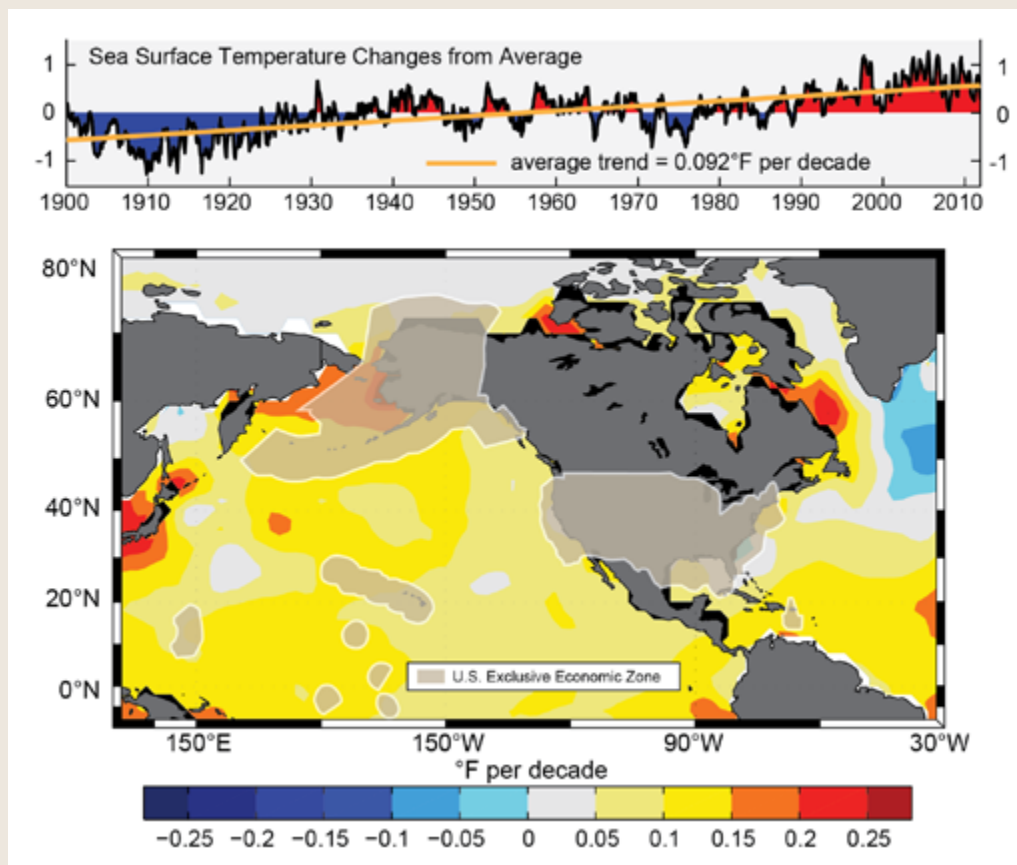 Sea Surface Temperature Changes from Average
1 1
0 0
-1 -1
average trend = 0.092°F per decade
1900 1910 1920 1930 1940 1950 1960 1970 1980 1990 2000 2010
80°N
60°N
40°N
20°N
0°N
U.S. Exclusive Economic Zone
150°E 150°W 90°W 30°W
°F per decade
−0.25 −0.2 −0.15 −0.1 −0.05 0 0.05 0.1 0.15 0.2 0.25